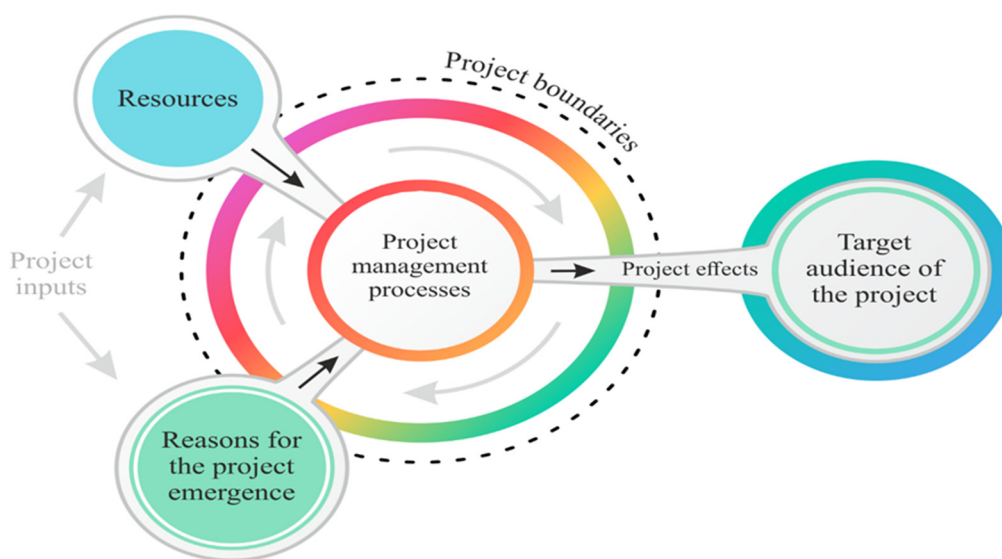 Project boundaries
Resources
Project
inputs
Project
management
processes
Project effects
Target
audience of
the project
Reasons for
the project
emergence